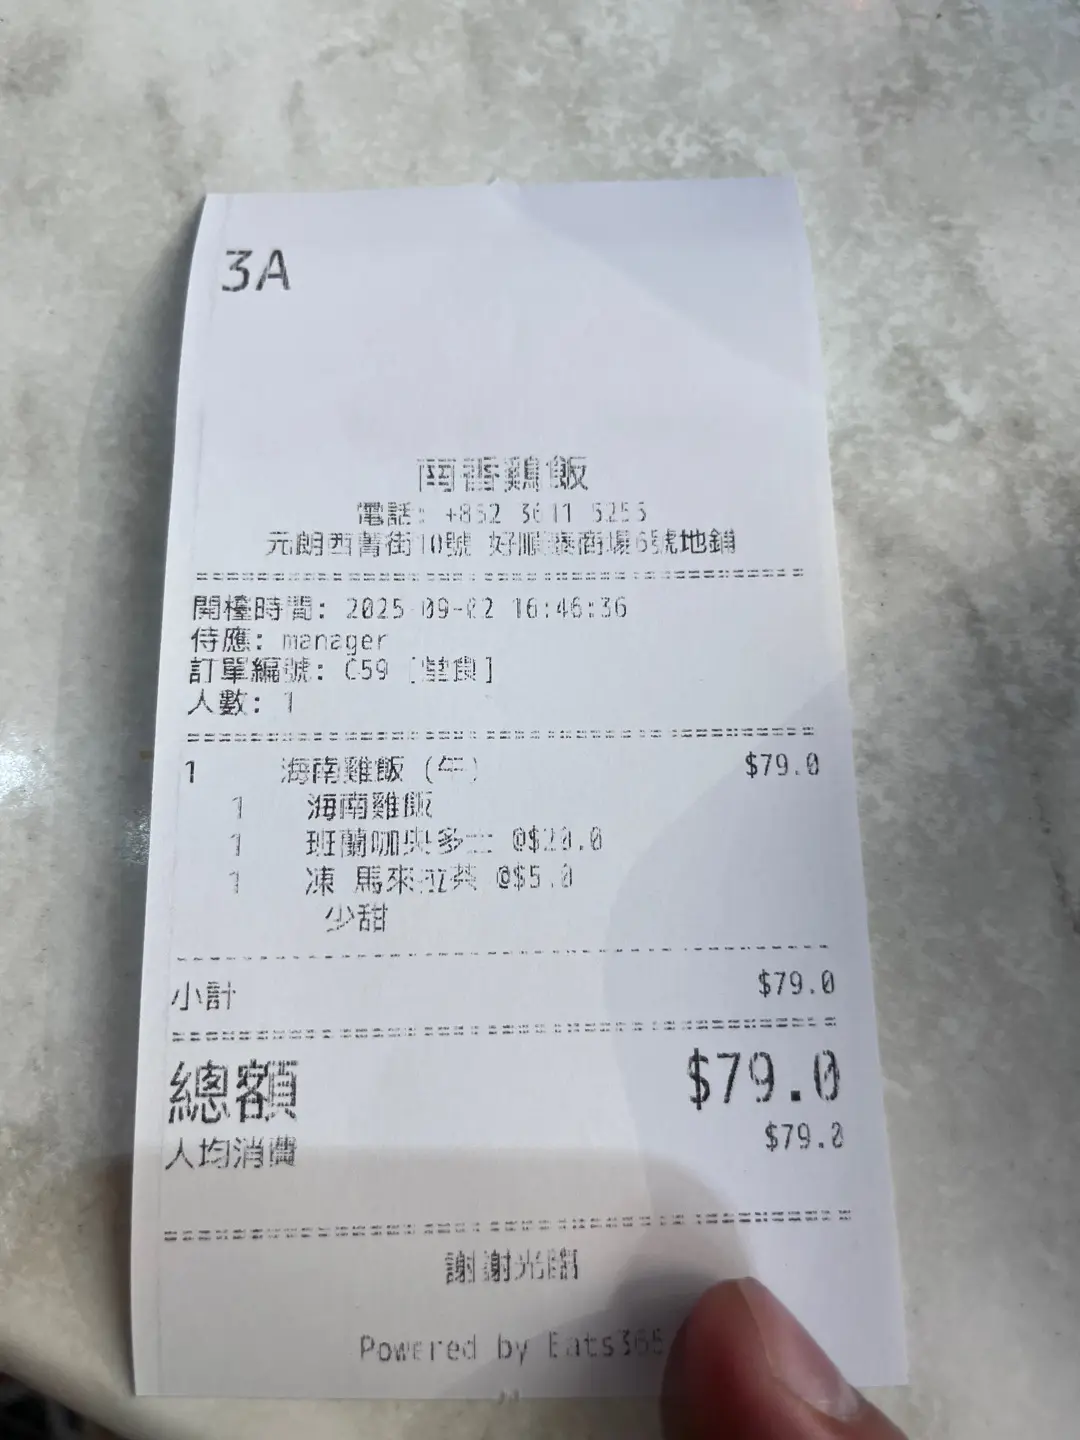 3A
南香鷄飯
電話: +852 3611 5255
元朗西菁街10號 好順泰商場6號地鋪
開檯時間: 2025-09-02 16:46:36
侍應: manager
訂單編號: C59 [堂食]
人數: 1
1 海南雞飯 (午) $79.0
1 海南雞飯
1 班蘭咖央多士 @$20.0
1 凍 馬來拉茶 @$5.0
少甜
小計 $79.0
總額 $79.0
人均消費 $79.0
謝謝光臨
Powered by Eats365